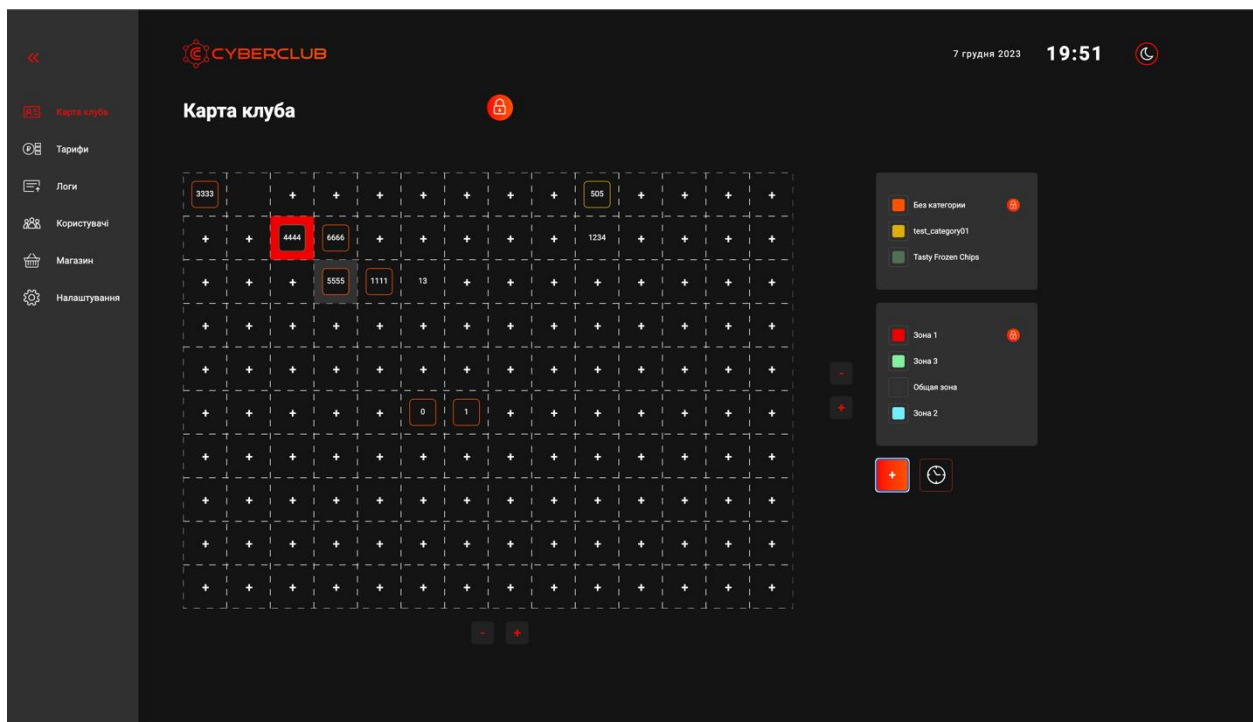 CYBERCLUB
7 грудня 2023 19:51
Карта клуба
Карта клуба
Тарифи
Логи
Користувачі
Магазин
Налаштування
3333 + + + + + + + 505 + + + +
+ + 4444 6666 + + + + + 1234 + + + +
+ + + 5555 1111 13 + + + + + + + +
+ + + + + + + + + + + + + +
+ + + + + + + + + + + + + +
+ + + + + 0 1 + + + + + + +
+ + + + + + + + + + + + + +
+ + + + + + + + + + + + + +
+ + + + + + + + + + + + + +
+ + + + + + + + + + + + + +
- +
-
+
Без категории
test_category01
Tasty Frozen Chips
Зона 1
Зона 3
Общая зона
Зона 2
+